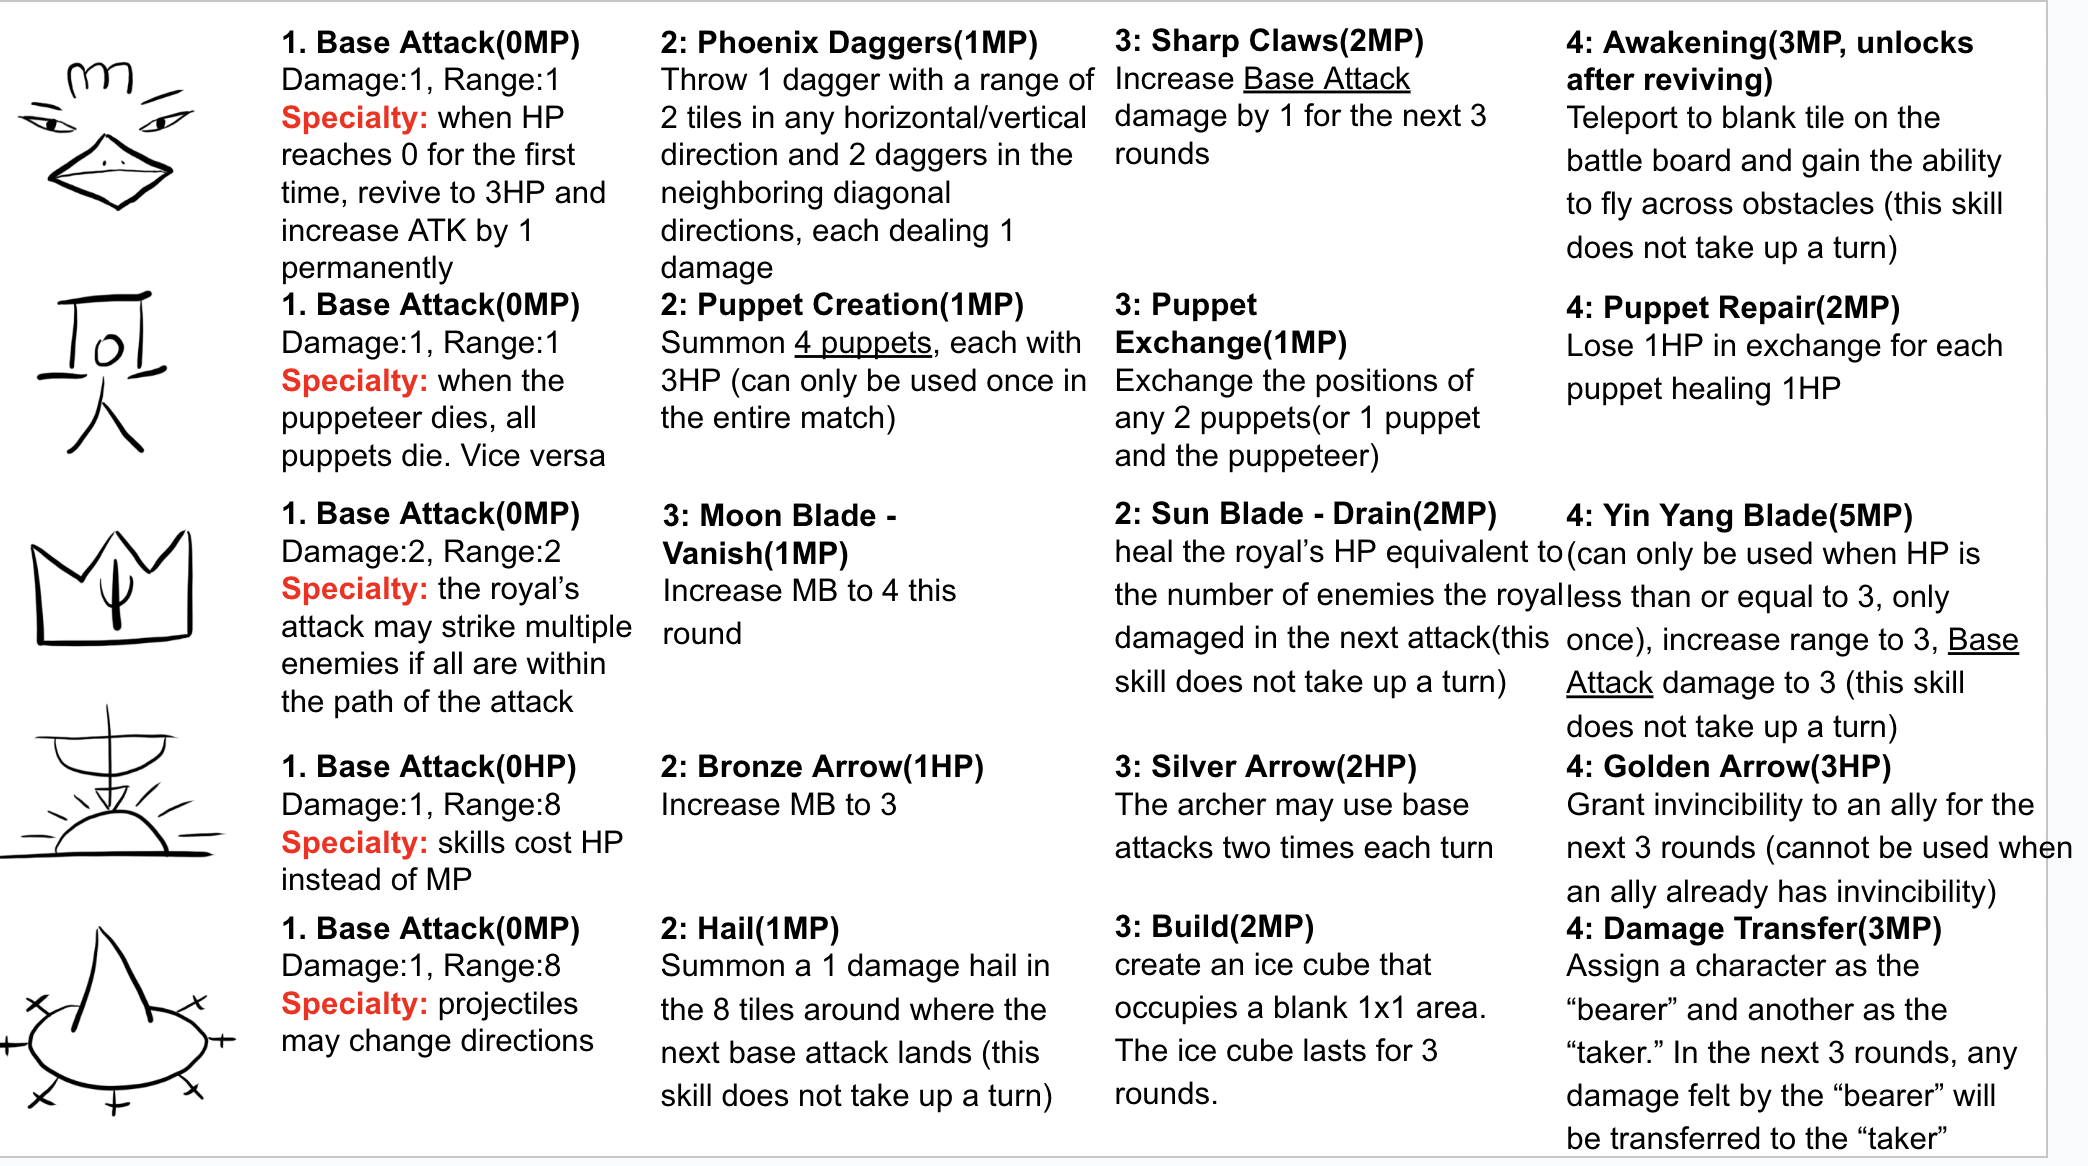 1. Base Attack(0MP)
Damage:1, Range:1
Specialty: when HP
reaches 0 for the first
time, revive to 3HP and
increase ATK by 1
permanently
2: Phoenix Daggers(1MP)
Throw 1 dagger with a range of
2 tiles in any horizontal/vertical
direction and 2 daggers in the
neighboring diagonal
directions, each dealing 1
damage
3: Sharp Claws(2MP)
Increase Base Attack
damage by 1 for the next 3
rounds
4: Awakening(3MP, unlocks
after reviving)
Teleport to blank tile on the
battle board and gain the ability
to fly across obstacles (this skill
does not take up a turn)
1. Base Attack(0MP)
Damage:1, Range:1
Specialty: when the
puppeteer dies, all
puppets die. Vice versa
2: Puppet Creation(1MP)
Summon 4 puppets, each with
3HP (can only be used once in
the entire match)
3: Puppet
Exchange(1MP)
Exchange the positions of
any 2 puppets(or 1 puppet
and the puppeteer)
4: Puppet Repair(2MP)
Lose 1HP in exchange for each
puppet healing 1HP
1. Base Attack(0MP)
Damage:2, Range:2
Specialty: the royal’s
attack may strike multiple
enemies if all are within
the path of the attack
3: Moon Blade -
Vanish(1MP)
Increase MB to 4 this
round
2: Sun Blade - Drain(2MP)
heal the royal’s HP equivalent to
the number of enemies the royal
damaged in the next attack(this
skill does not take up a turn)
4: Yin Yang Blade(5MP)
(can only be used when HP is
less than or equal to 3, only
once), increase range to 3, Base
Attack damage to 3 (this skill
does not take up a turn)
1. Base Attack(0HP)
Damage:1, Range:8
Specialty: skills cost HP
instead of MP
2: Bronze Arrow(1HP)
Increase MB to 3
3: Silver Arrow(2HP)
The archer may use base
attacks two times each turn
4: Golden Arrow(3HP)
Grant invincibility to an ally for the
next 3 rounds (cannot be used when
an ally already has invincibility)
1. Base Attack(0MP)
Damage:1, Range:8
Specialty: projectiles
may change directions
2: Hail(1MP)
Summon a 1 damage hail in
the 8 tiles around where the
next base attack lands (this
skill does not take up a turn)
3: Build(2MP)
create an ice cube that
occupies a blank 1x1 area.
The ice cube lasts for 3
rounds.
4: Damage Transfer(3MP)
Assign a character as the
“bearer” and another as the
“taker.” In the next 3 rounds, any
damage felt by the “bearer” will
be transferred to the “taker”